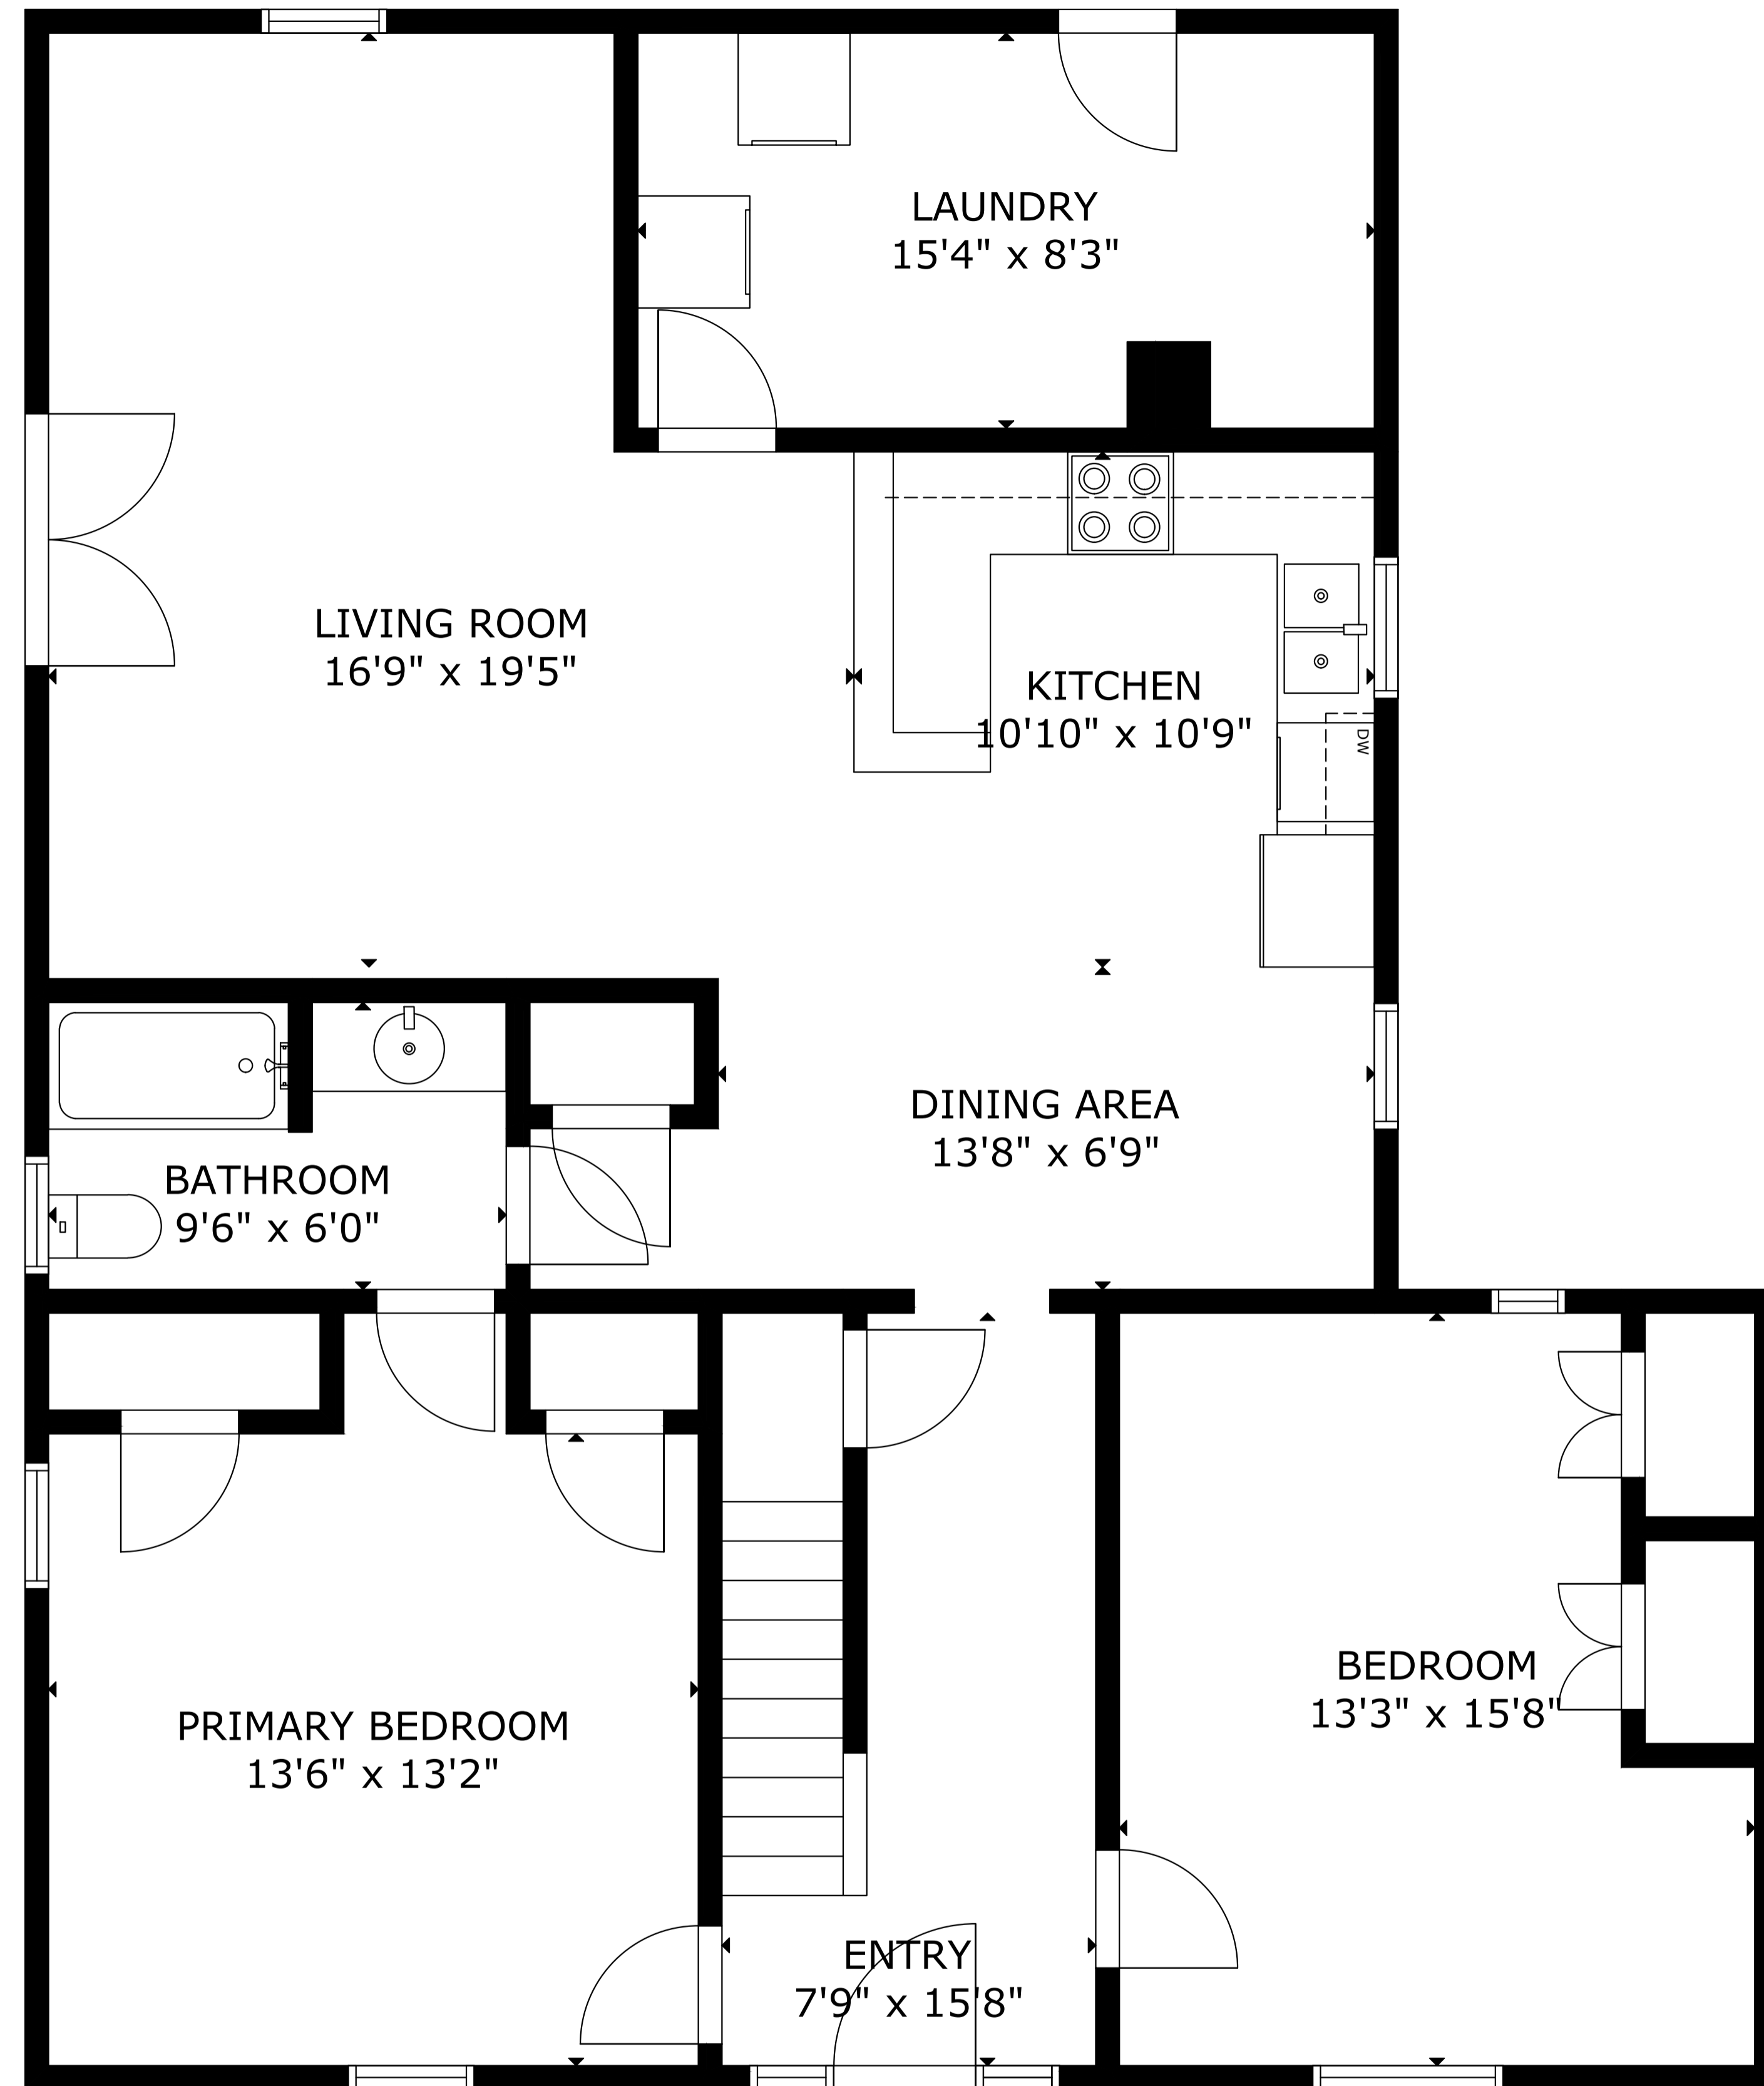 LAUNDRY
15'4" x 8'3"
LIVING ROOM
16'9" x 19'5"
KITCHEN
10'10" x 10'9"
DW
DINING AREA
13'8" x 6'9"
BATHROOM
9'6" x 6'0"
BEDROOM
13'3" x 15'8"
PRIMARY BEDROOM
13'6" x 13'2"
ENTRY
7'9" x 15'8"